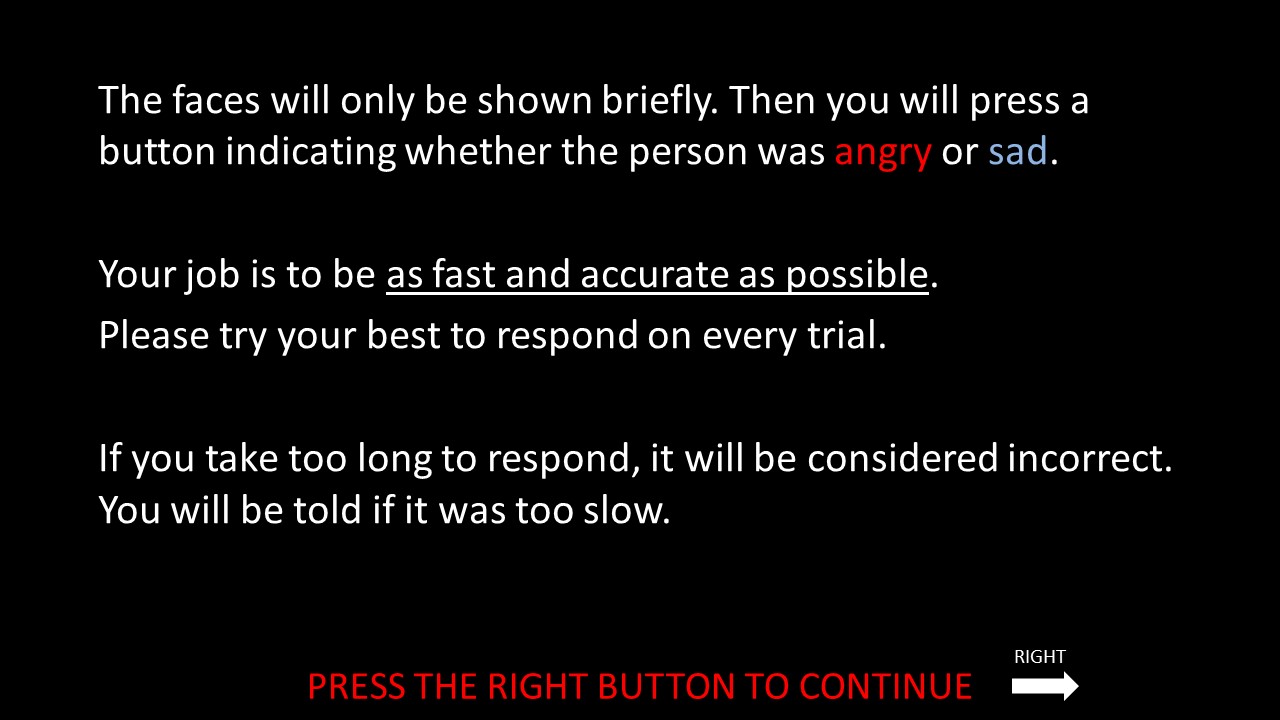 The faces will only be shown briefly. Then you will press a
button indicating whether the person was angry or sad.
Your job is to be as fast and accurate as possible.
Please try your best to respond on every trial.
If you take too long to respond, it will be considered incorrect.
You will be told if it was too slow.
RIGHT
PRESS THE RIGHT BUTTON TO CONTINUE